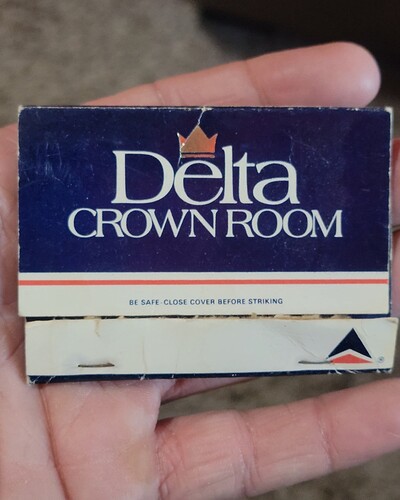 Delta
CROWN ROOM
BE SAFE-CLOSE COVER BEFORE STRIKING
®